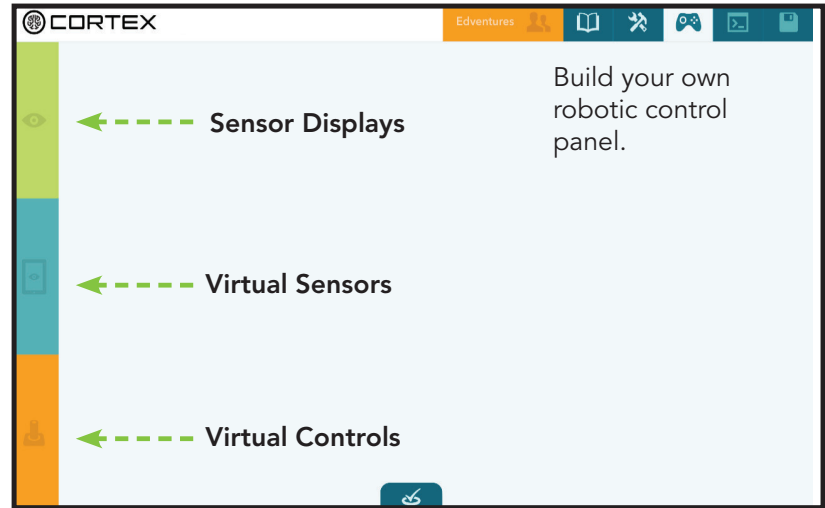 CORTEX
Edventures
Build your own
robotic control
panel.
Sensor Displays
Virtual Sensors
Virtual Controls